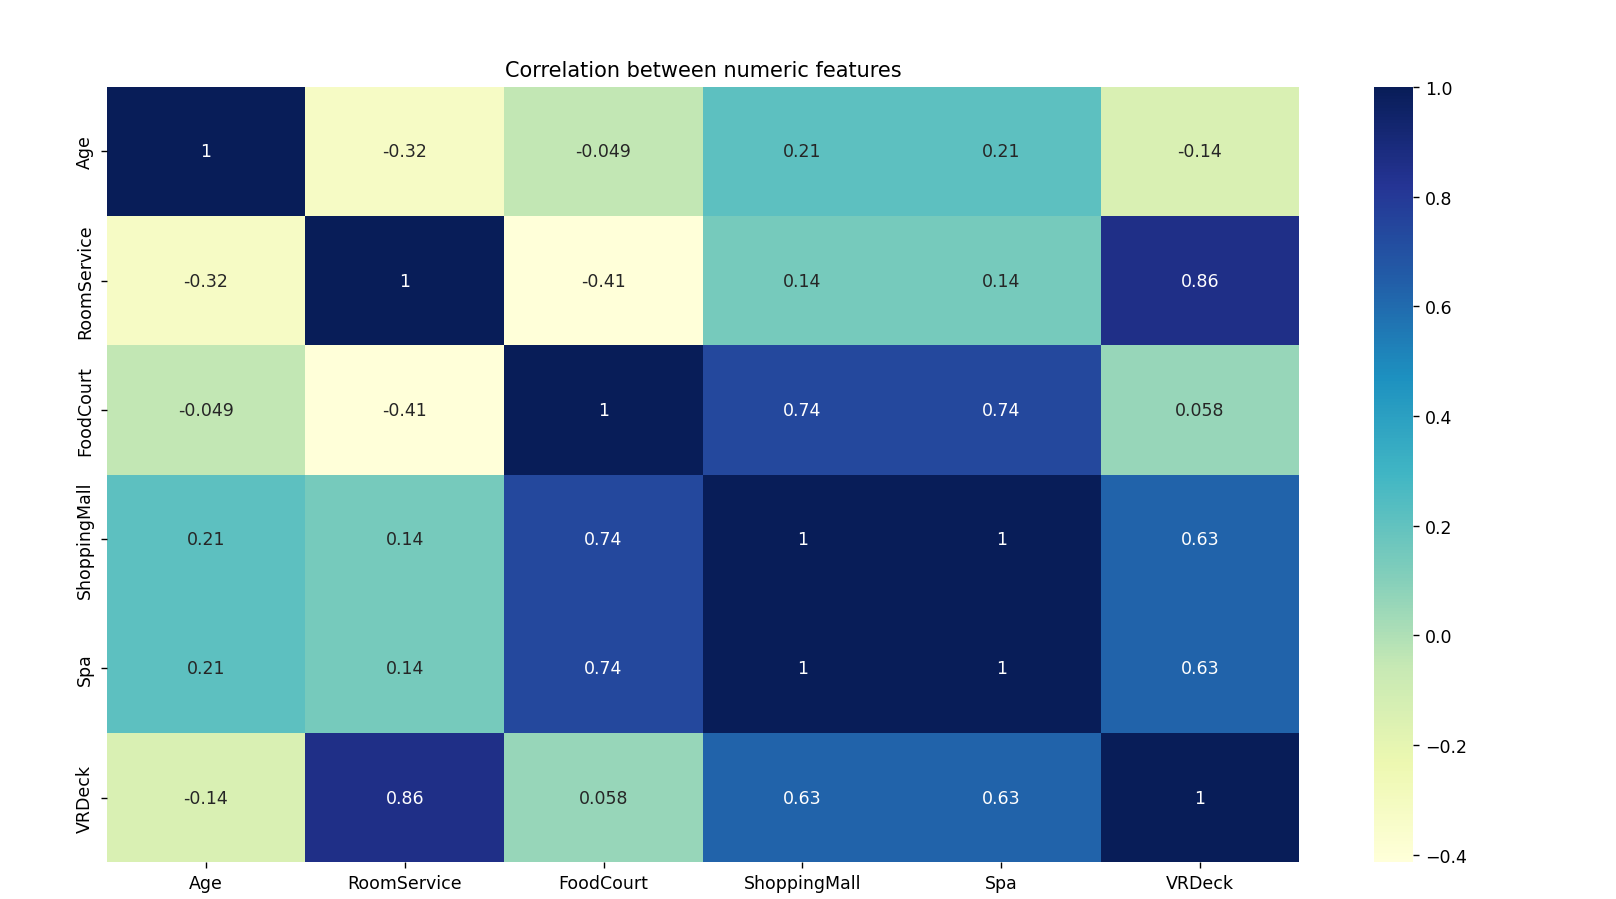 Correlation between numeric features
Age 1 -0.32 -0.049 0.21 0.21 -0.14
RoomService -0.32 1 -0.41 0.14 0.14 0.86
FoodCourt -0.049 -0.41 1 0.74 0.74 0.058
ShoppingMall 0.21 0.14 0.74 1 1 0.63
Spa 0.21 0.14 0.74 1 1 0.63
VRDeck -0.14 0.86 0.058 0.63 0.63 1
Age RoomService FoodCourt ShoppingMall Spa VRDeck
1.0
0.8
0.6
0.4
0.2
0.0
−0.2
−0.4